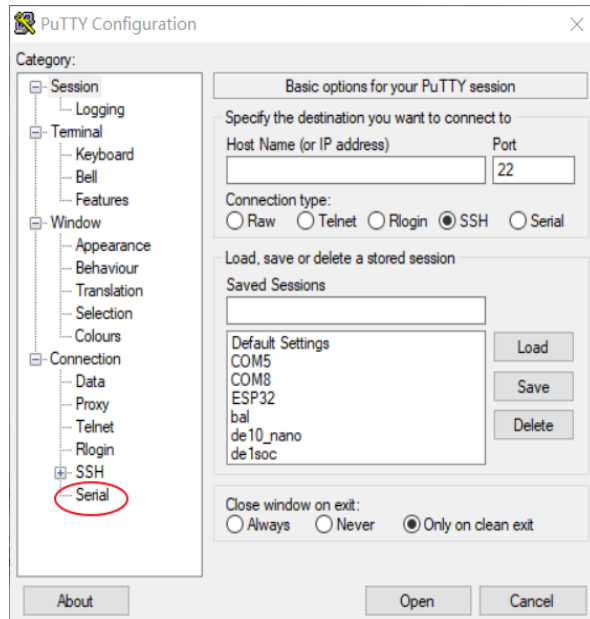 PuTTY Configuration
Category:
Session
Logging
Terminal
Keyboard
Bell
Features
Window
Appearance
Behaviour
Translation
Selection
Colours
Connection
Data
Proxy
Telnet
Rlogin
SSH
Serial
Basic options for your PuTTY session
Specify the destination you want to connect to
Host Name (or IP address) Port
22
Connection type:
Raw Telnet Rlogin SSH Serial
Load, save or delete a stored session
Saved Sessions
Default Settings
COM5
COM8
ESP32
bal
de10_nano
de1soc
Load
Save
Delete
Close window on exit:
Always Never Only on clean exit
About Open Cancel